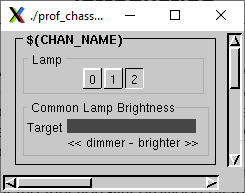 ./prof_chass
$(CHAN_NAME)
Lamp
0 1 2
Common Lamp Brightness
Target
<< dimmer - brighter >>